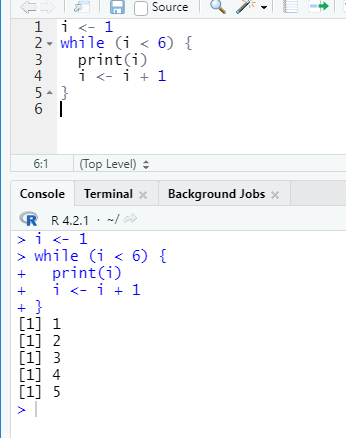 Source
1 i <- 1
2 while (i < 6) {
3   print(i)
4   i <- i + 1
5 }
6
6:1 (Top Level)
Console Terminal Background Jobs
R R 4.2.1 · ~/
> i <- 1
> while (i < 6) {
+   print(i)
+   i <- i + 1
+ }
[1] 1
[1] 2
[1] 3
[1] 4
[1] 5
>